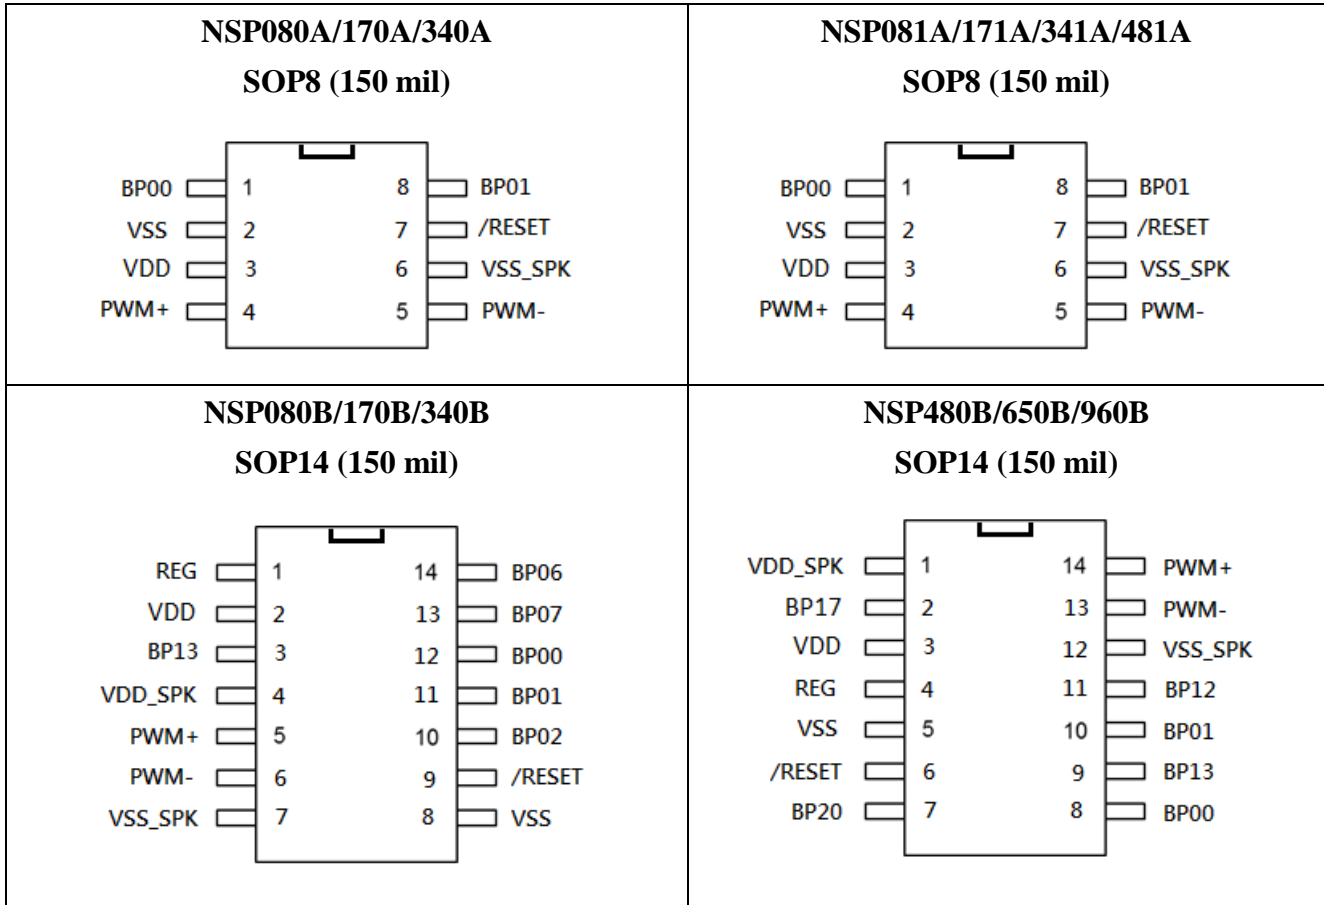 NSP080A/170A/340A
SOP8 (150 mil)
BP00 1 8 BP01
VSS 2 7 /RESET
VDD 3 6 VSS_SPK
PWM+ 4 5 PWM-
NSP081A/171A/341A/481A
SOP8 (150 mil)
BP00 1 8 BP01
VSS 2 7 /RESET
VDD 3 6 VSS_SPK
PWM+ 4 5 PWM-
NSP080B/170B/340B
SOP14 (150 mil)
REG 1 14 BP06
VDD 2 13 BP07
BP13 3 12 BP00
VDD_SPK 4 11 BP01
PWM+ 5 10 BP02
PWM- 6 9 /RESET
VSS_SPK 7 8 VSS
NSP480B/650B/960B
SOP14 (150 mil)
VDD_SPK 1 14 PWM+
BP17 2 13 PWM-
VDD 3 12 VSS_SPK
REG 4 11 BP12
VSS 5 10 BP01
/RESET 6 9 BP13
BP20 7 8 BP00